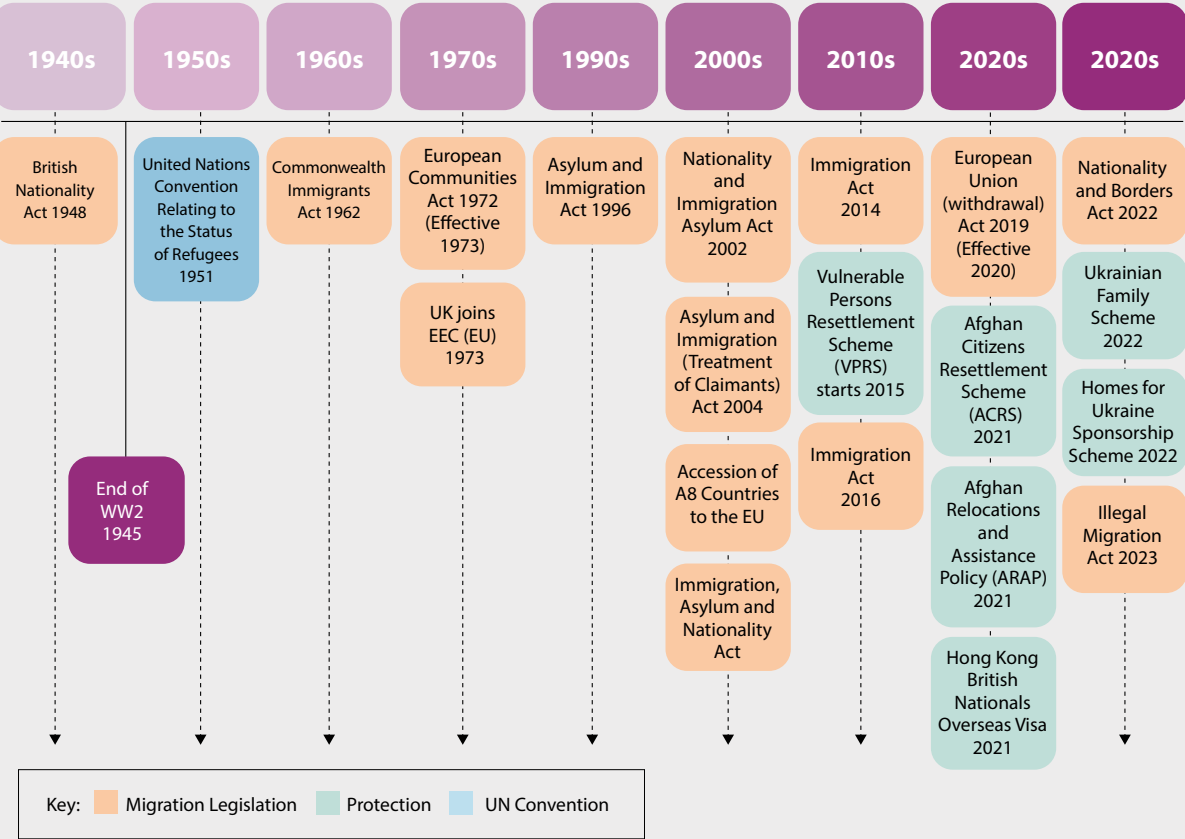 1940s
1950s
1960s
1970s
1990s
2000s
2010s
2020s
2020s
British
Nationality
Act 1948
End of
WW2
1945
United Nations
Convention
Relating to
the Status
of Refugees
1951
Commonwealth
Immigrants
Act 1962
European
Communities
Act 1972
(Effective
1973)
UK joins
EEC (EU)
1973
Asylum and
Immigration
Act 1996
Nationality
and
Immigration
Asylum Act
2002
Asylum and
Immigration
(Treatment
of Claimants)
Act 2004
Accession of
A8 Countries
to the EU
Immigration,
Asylum and
Nationality
Act
Immigration
Act
2014
Vulnerable
Persons
Resettlement
Scheme
(VPRS)
starts 2015
Immigration
Act
2016
European
Union
(withdrawal)
Act 2019
(Effective
2020)
Afghan
Citizens
Resettlement
Scheme
(ACRS)
2021
Afghan
Relocations
and
Assistance
Policy (ARAP)
2021
Hong Kong
British
Nationals
Overseas Visa
2021
Nationality
and Borders
Act 2022
Ukrainian
Family
Scheme
2022
Homes for
Ukraine
Sponsorship
Scheme 2022
Illegal
Migration
Act 2023
Key: Migration Legislation Protection UN Convention